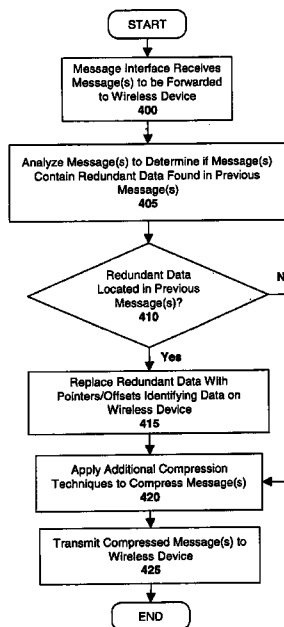 START
Message Interface Receives
Message(s) to be Forwarded
to Wireless Device
400
Analyze Message(s) to Determine if Message(s)
Contain Redundant Data Found in Previous
Message(s)
405
Redundant Data
Located in Previous
Message(s)?
410
N
Yes
Replace Redundant Data With
Pointers/Offsets Identifying Data on
Wireless Device
415
Apply Additional Compression
Techniques to Compress Message(s)
420
Transmit Compressed Message(s) to
Wireless Device
425
END